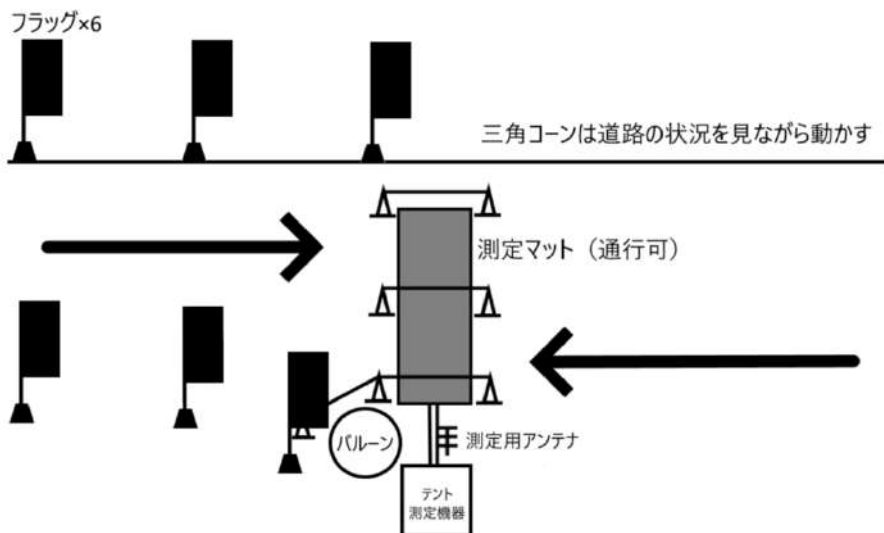 フラッグ×6
三角コーンは道路の状況を見ながら動かす
測定マット（通行可）
バルーン
測定用アンテナ
テント
測定機器